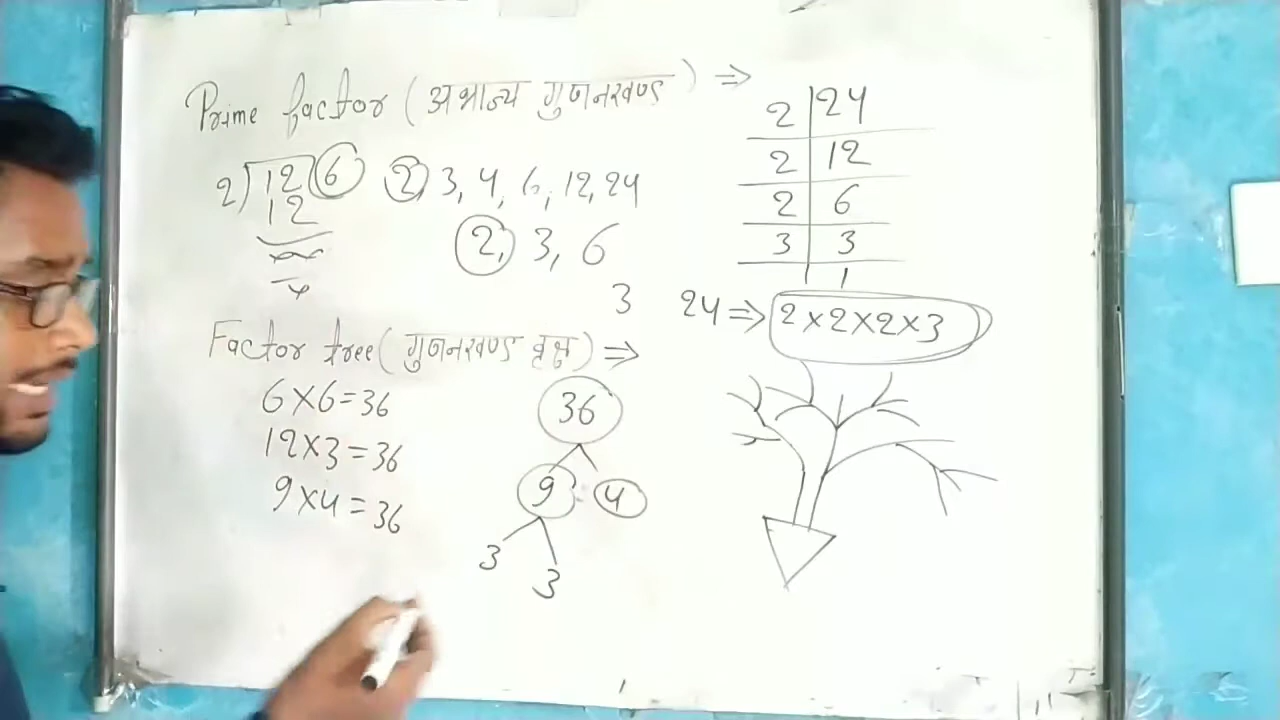 Prime factor (अभाज्य गुणनखण्ड) ⇒
2) 12 (6
12
2, 3, 4, 6, 12, 24
2, 3, 6
3
2 | 24
2 | 12
2 | 6
3 | 3
1
24 ⇒ 2×2×2×3
Factor tree (गुणनखण्ड वृक्ष) ⇒
6×6=36
12×3=36
9×4=36
36
9 4
3 3